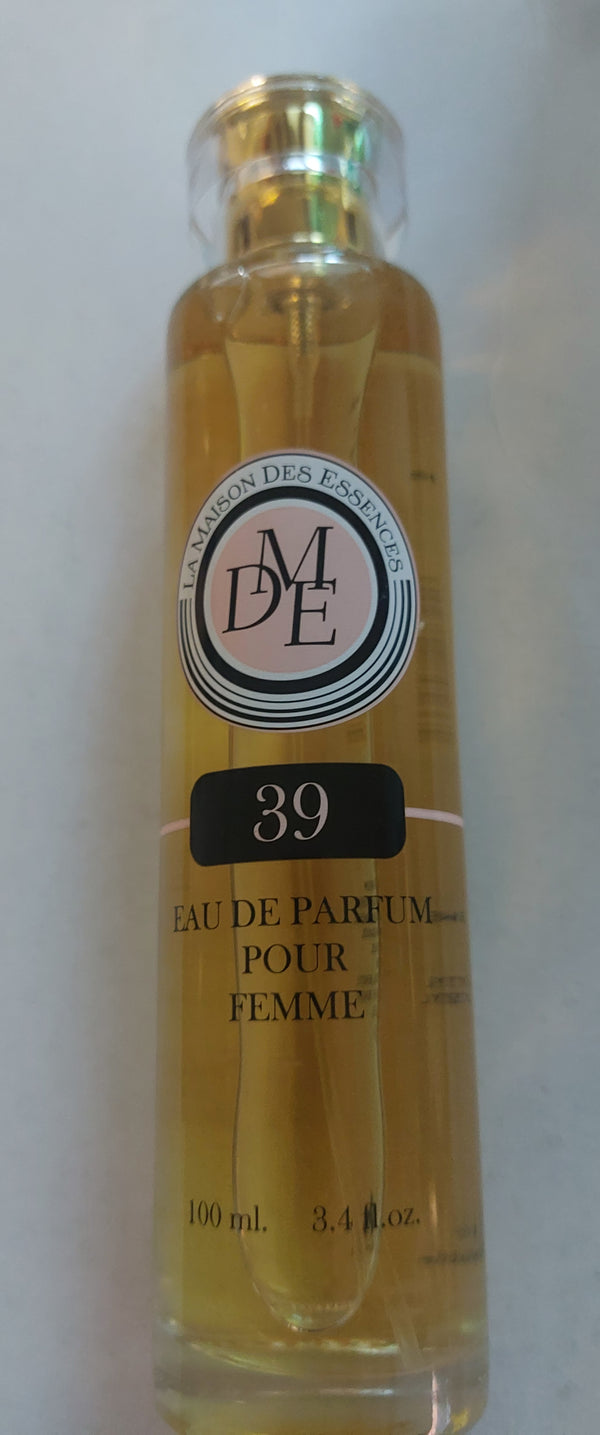 LA MAISON DES ESSENCES
DME
39
EAU DE PARFUM
POUR
FEMME
100 ml. 3.4 fl.oz.